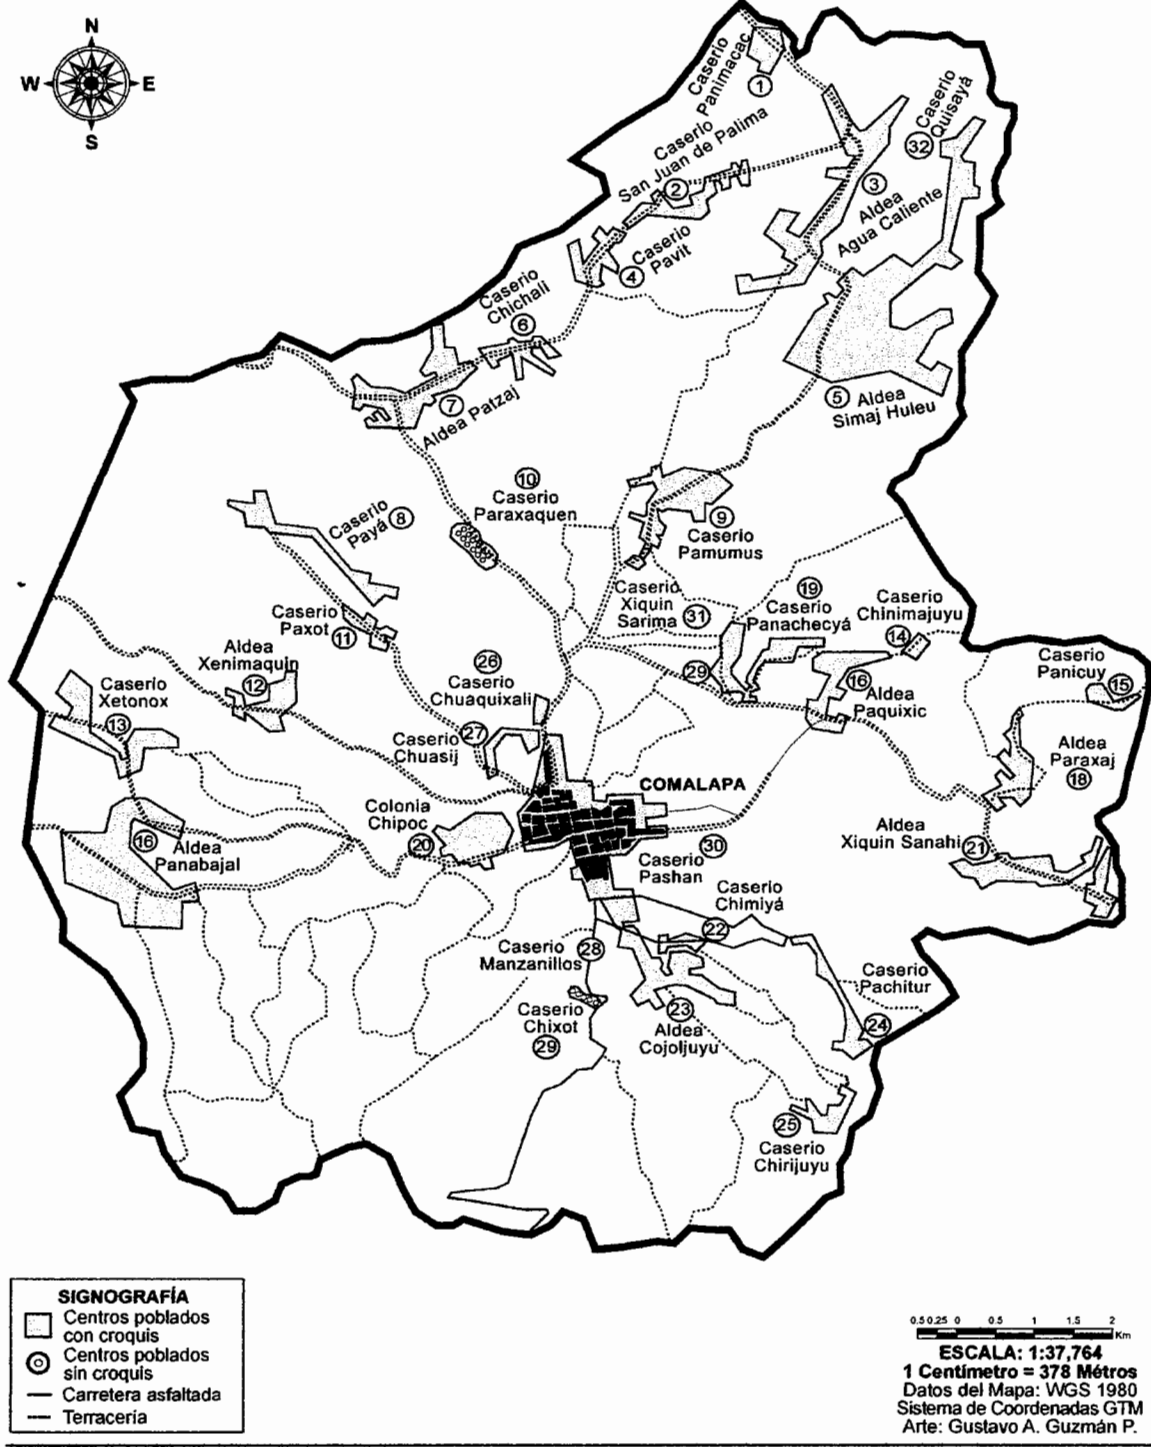 N
W
E
S
Caserio
Panimacac
1
Caserio
San Juan de Palima
2
Caserio
Quisayá
32
3
Aldea
Agua Caliente
Caserio
Pavit
4
Caserio
Chichali
6
5
Aldea
Simaj Huleu
7
Aldea Patzaj
Caserio
Payá
8
10
Caserio
Paraxaquen
9
Caserio
Pamumus
Caserio
Xiquin
Sarima
31
19
Caserio
Panachecyá
Caserio
Chinimajuyu
14
Caserio
Paxot
11
Aldea
Xenimaquin
12
Caserio
Xetonox
13
26
Caserio
Chuaquixali
29
16
Aldea
Paquixic
Caserio
Panicuy
15
Caserio
Chuasij
27
Aldea
Paraxaj
18
COMALAPA
Colonia
Chipoc
20
16
Aldea
Panabajal
Aldea
Xiquin Sanahi
21
30
Caserio
Pashan
Caserio
Chimiyá
22
Caserio
Manzanillos
28
Caserio
Pachitur
24
Caserio
Chixot
29
23
Aldea
Cojoljuyu
25
Caserio
Chirijuyu
SIGNOGRAFÍA
Centros poblados
con croquis
Centros poblados
sin croquis
Carretera asfaltada
Terraceria
0.5 0.25 0 0.5 1 1.5 2
Km
ESCALA: 1:37,764
1 Centímetro = 378 Métros
Datos del Mapa: WGS 1980
Sistema de Coordenadas GTM
Arte: Gustavo A. Guzmán P.